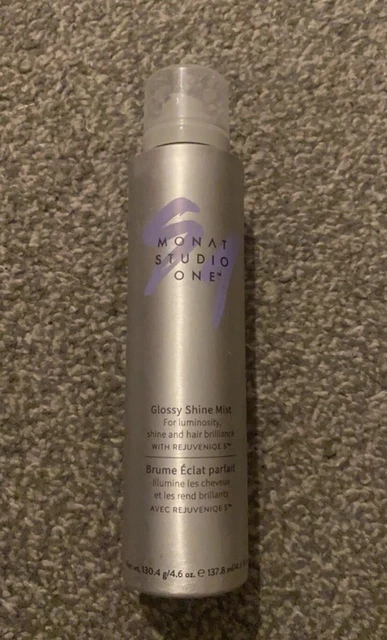 MONAT
STUDIO
ONE™
Glossy Shine Mist
For luminosity,
shine and hair brilliance
WITH REJUVENIQE S™
Brume Éclat parfait
Illumine les cheveux
et les rend brillants
AVEC REJUVENIQE S™
wt. 130.4 g/4.6 oz. ℮ 137.8 ml